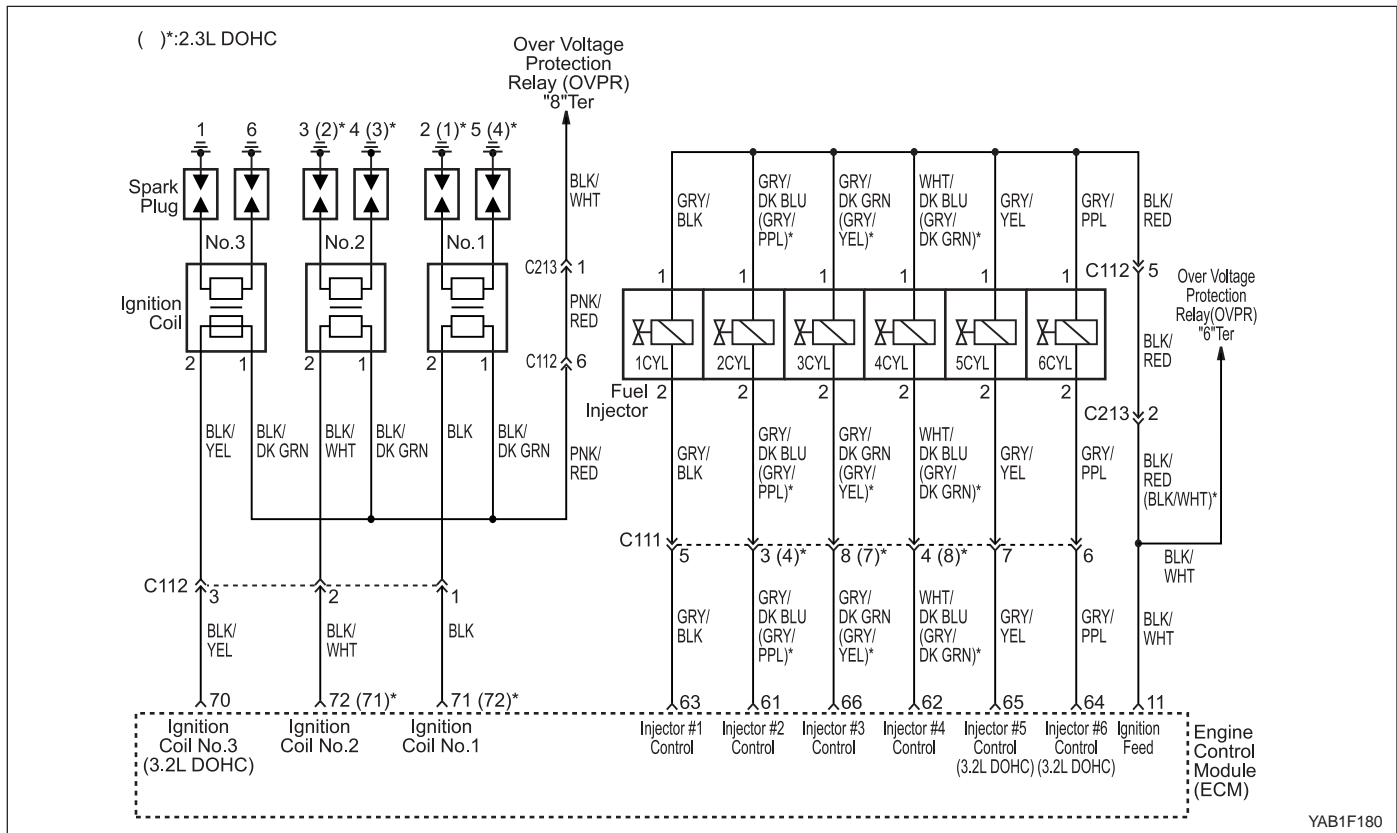 ( )*:2.3L DOHC
Over Voltage
Protection
Relay (OVPR)
"8"Ter
1 6 3 (2)* 4 (3)* 2 (1)* 5 (4)*
Spark
Plug
No.3 No.2 No.1
Ignition
Coil
2 1 2 1 2 1
BLK/
WHT
C213 1
PNK/
RED
C112 6
PNK/
RED
BLK/
YEL
BLK/
DK GRN
BLK/
WHT
BLK/
DK GRN
BLK
BLK/
DK GRN
C112 3 2 1
BLK/
YEL
BLK/
WHT
BLK
70 72 (71)* 71 (72)*
Ignition
Coil No.3
(3.2L DOHC)
Ignition
Coil No.2
Ignition
Coil No.1
GRY/
BLK
GRY/
DK BLU
(GRY/
PPL)*
GRY/
DK GRN
(GRY/
YEL)*
WHT/
DK BLU
(GRY/
DK GRN)*
GRY/
YEL
GRY/
PPL
BLK/
RED
1 1 1 1 1 1
C112 5
Over Voltage
Protection
Relay(OVPR)
"6"Ter
1CYL 2CYL 3CYL 4CYL 5CYL 6CYL
Fuel
Injector
2 2 2 2 2 2
BLK/
RED
C213 2
GRY/
BLK
GRY/
DK BLU
(GRY/
PPL)*
GRY/
DK GRN
(GRY/
YEL)*
WHT/
DK BLU
(GRY/
DK GRN)*
GRY/
YEL
GRY/
PPL
BLK/
RED
(BLK/WHT)*
C111 5 3 (4)* 8 (7)* 4 (8)* 7 6
BLK/
WHT
GRY/
BLK
GRY/
DK BLU
(GRY/
PPL)*
GRY/
DK GRN
(GRY/
YEL)*
WHT/
DK BLU
(GRY/
DK GRN)*
GRY/
YEL
GRY/
PPL
BLK/
WHT
63 61 66 62 65 64 11
Injector #1
Control
Injector #2
Control
Injector #3
Control
Injector #4
Control
Injector #5
Control
(3.2L DOHC)
Injector #6
Control
(3.2L DOHC)
Ignition
Feed
Engine
Control
Module
(ECM)
YAB1F180